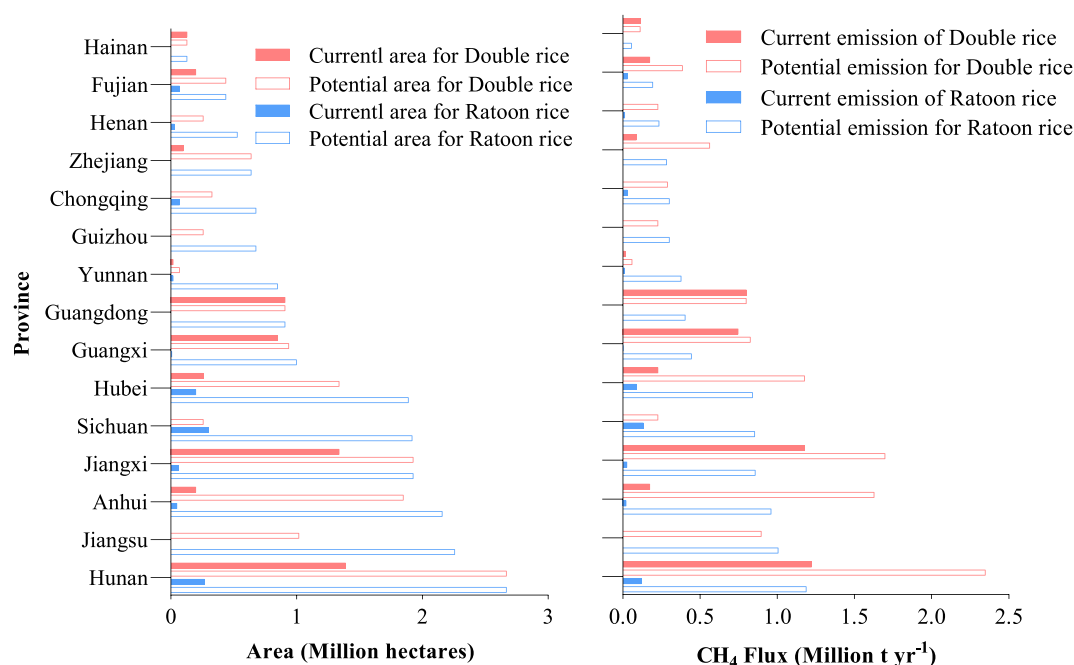 Province
Hainan
Fujian
Henan
Zhejiang
Chongqing
Guizhou
Yunnan
Guangdong
Guangxi
Hubei
Sichuan
Jiangxi
Anhui
Jiangsu
Hunan
Currentl area for Double rice
Potential area for Double rice
Currentl area for Ratoon rice
Potential area for Ratoon rice
0 1 2 3
Area (Million hectares)
Current emission of Double rice
Potential emission for Double rice
Current emission of Ratoon rice
Potential emission for Ratoon rice
0.0 0.5 1.0 1.5 2.0 2.5
CH₄ Flux (Million t yr⁻¹)